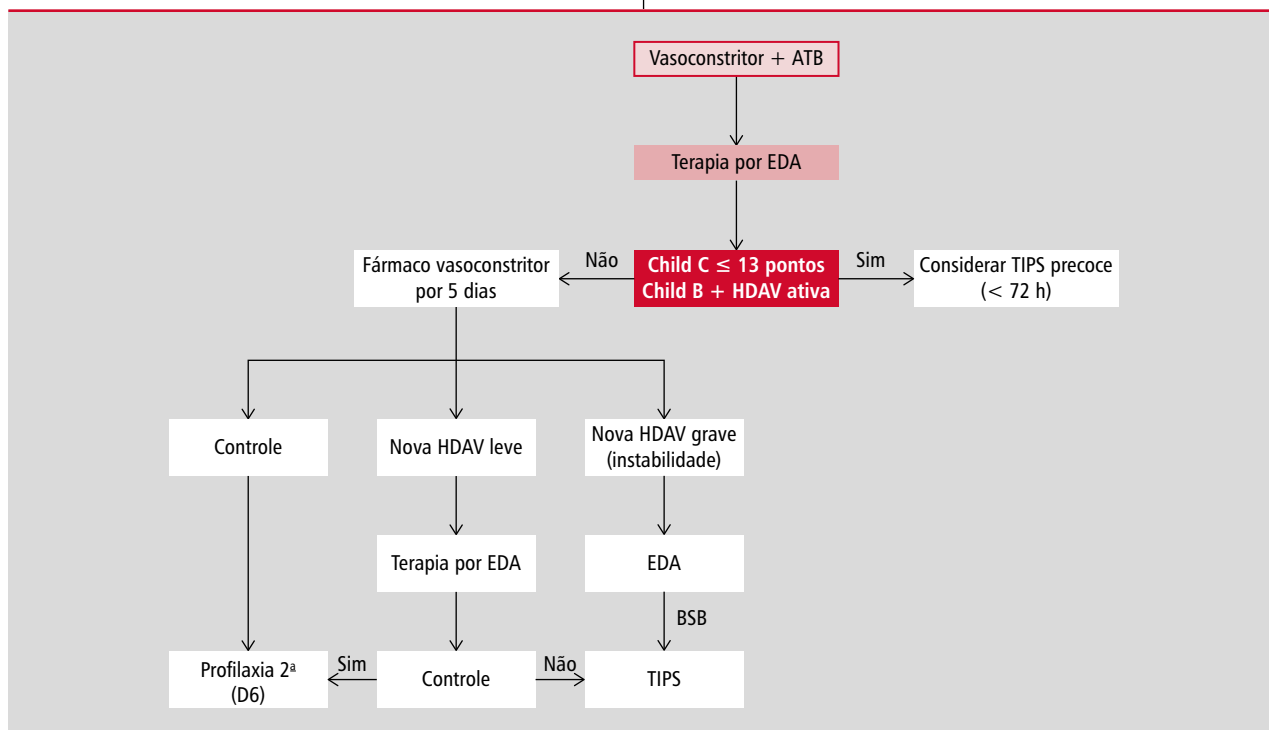 Vasoconstritor + ATB
Terapia por EDA
Fármaco vasoconstritor
por 5 dias
Não
Child C ≤ 13 pontos
Child B + HDAV ativa
Sim
Considerar TIPS precoce
(< 72 h)
Controle
Nova HDAV leve
Nova HDAV grave
(instabilidade)
Terapia por EDA
EDA
BSB
Profilaxia 2ª
(D6)
Sim
Controle
Não
TIPS